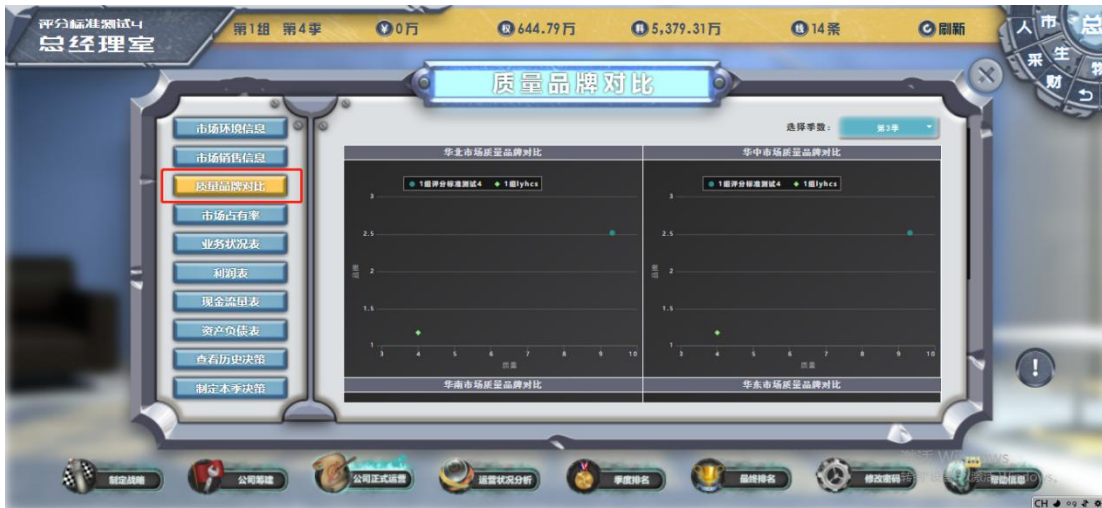 评分标准测试4
总经理室
第1组 第4季
0万
644.79万
5,379.31万
14条
刷新
人
市
总
采
生
物
财
质量品牌对比
选择季数：
第3季
市场环境信息
市场销售信息
质量品牌对比
市场占有率
业务状况表
利润表
现金流量表
资产负债表
查看历史决策
制定本季决策
华北市场质量品牌对比
华中市场质量品牌对比
1组评分标准测试4 1组lyhcs
1组评分标准测试4 1组lyhcs
3
2.5
2
1.5
1
品牌
3 4 5 6 7 8 9 10
质量
3
2.5
2
1.5
1
品牌
3 4 5 6 7 8 9 10
质量
华南市场质量品牌对比
华东市场质量品牌对比
制定战略
公司筹建
公司正式运营
运营状况分析
季度排名
最终排名
修改密码
帮助信息
激活 Windows
CH